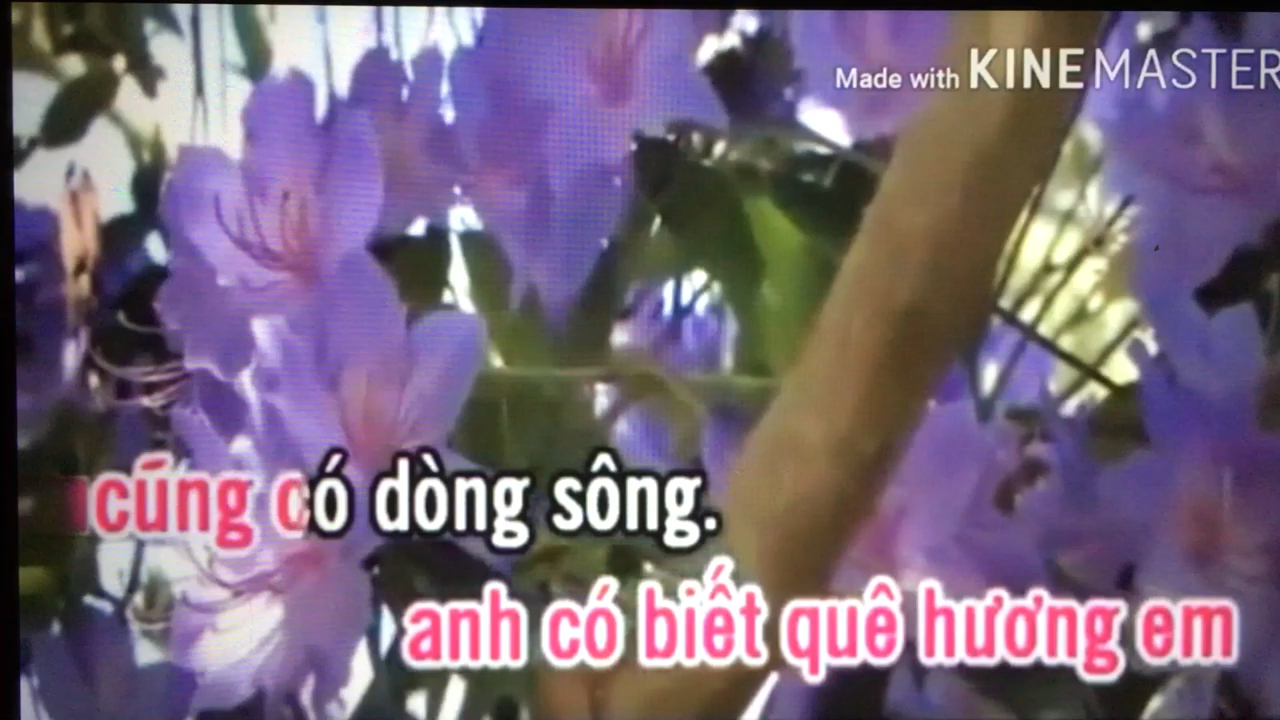 Made with KINEMASTER
cũng có dòng sông.
anh có biết quê hương em